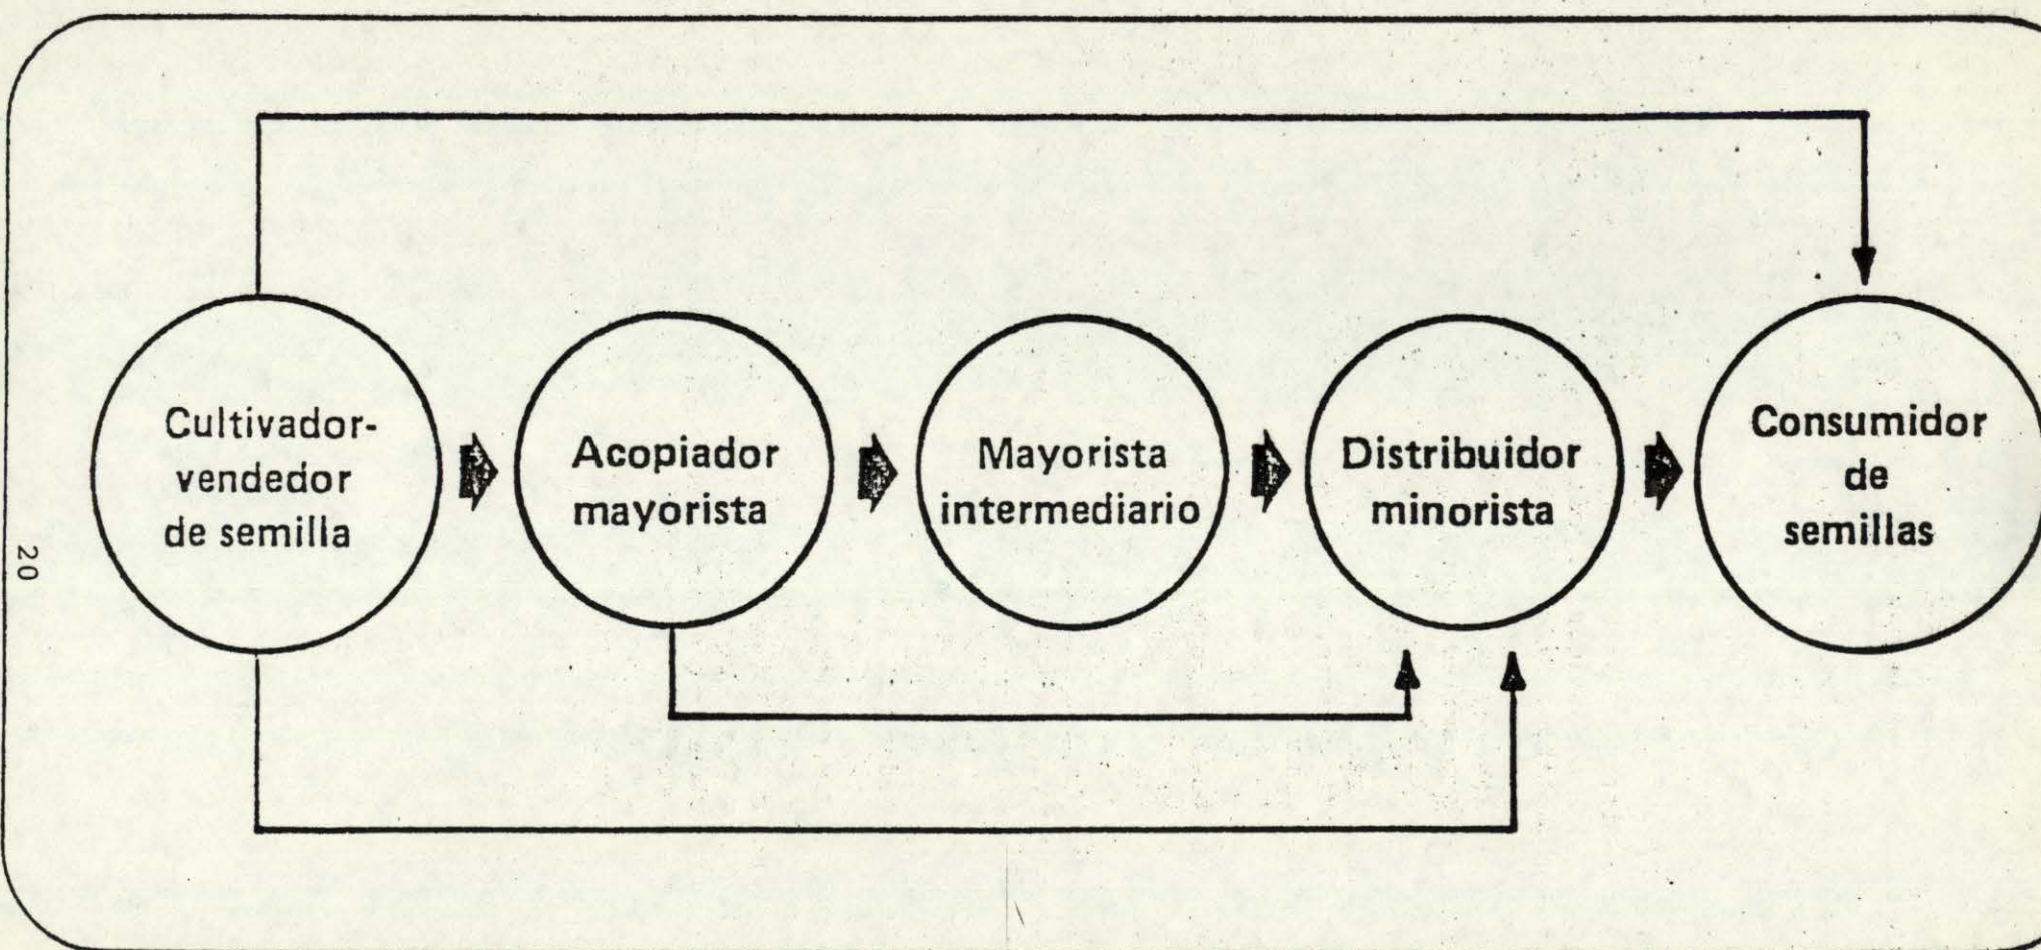 Cultivador-
vendedor
de semilla
Acopiador
mayorista
Mayorista
intermediario
Distribuidor
minorista
Consumidor
de
semillas
20